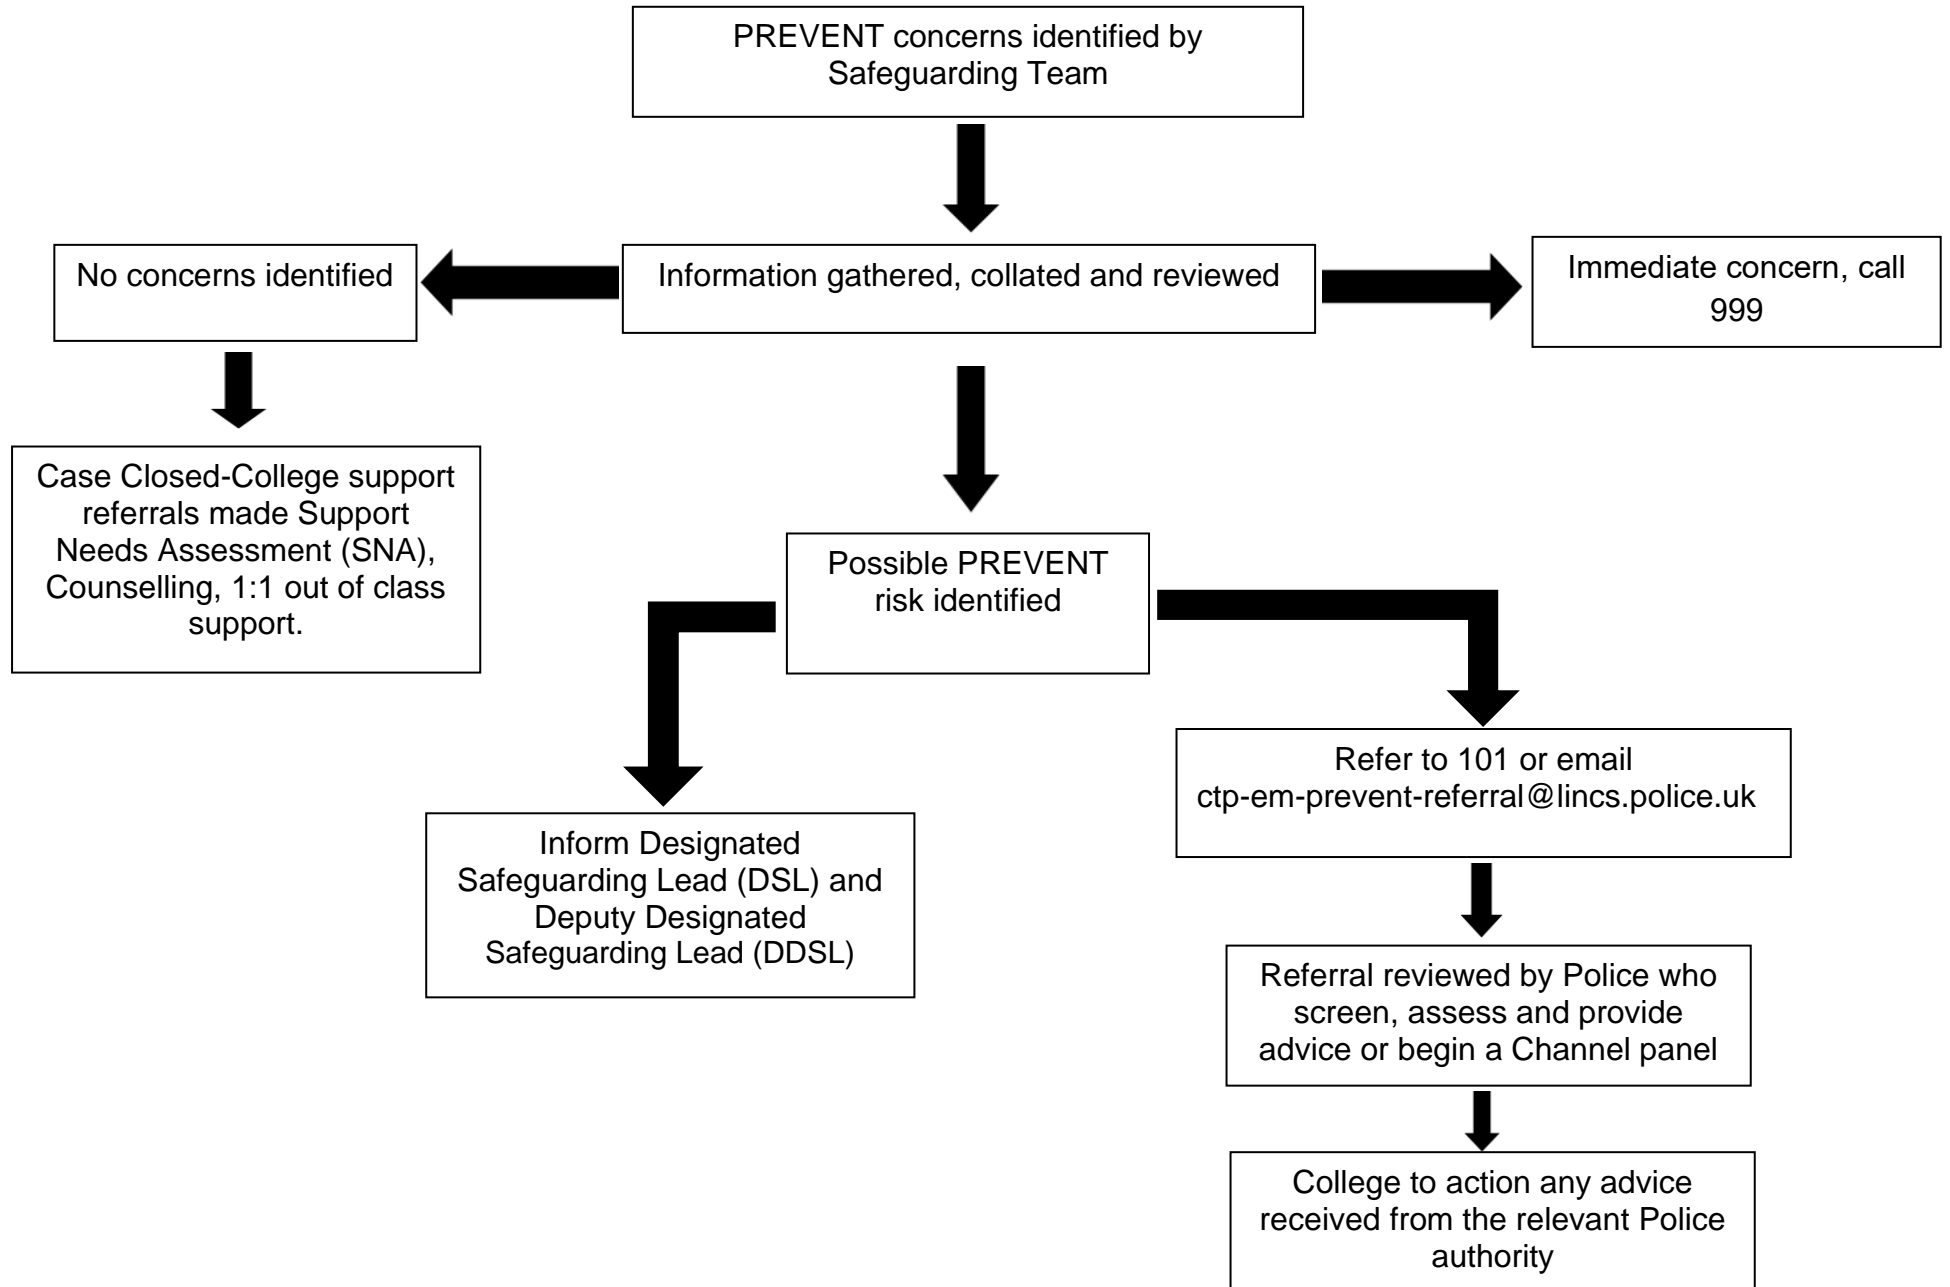 PREVENT concerns identified by
Safeguarding Team
No concerns identified
Information gathered, collated and reviewed
Immediate concern, call
999
Case Closed-College support
referrals made Support
Needs Assessment (SNA),
Counselling, 1:1 out of class
support.
Possible PREVENT
risk identified
Inform Designated
Safeguarding Lead (DSL) and
Deputy Designated
Safeguarding Lead (DDSL)
Refer to 101 or email
ctp-em-prevent-referral@lincs.police.uk
Referral reviewed by Police who
screen, assess and provide
advice or begin a Channel panel
College to action any advice
received from the relevant Police
authority